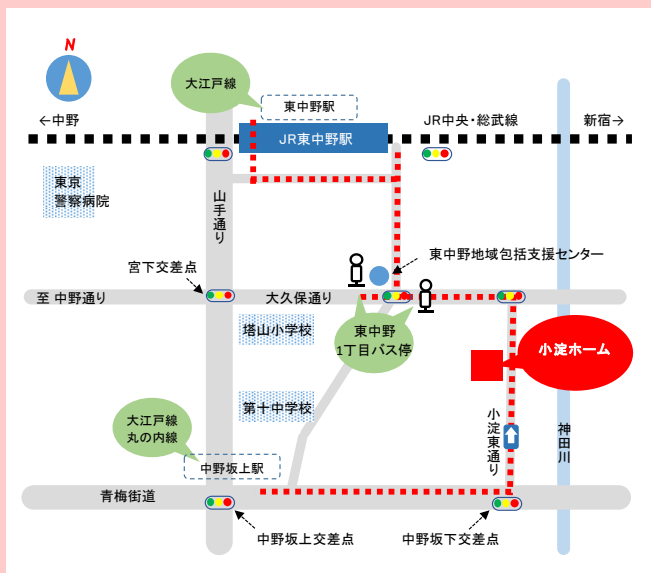 N
大江戸線
東中野駅
←中野
JR東中野駅
JR中央・総武線
新宿→
東京
警察病院
山手通り
東中野地域包括支援センター
宮下交差点
至 中野通り
大久保通り
塔山小学校
東中野
1丁目バス停
小淀ホーム
第十中学校
大江戸線
丸の内線
小淀東通り
神田川
中野坂上駅
青梅街道
中野坂上交差点
中野坂下交差点